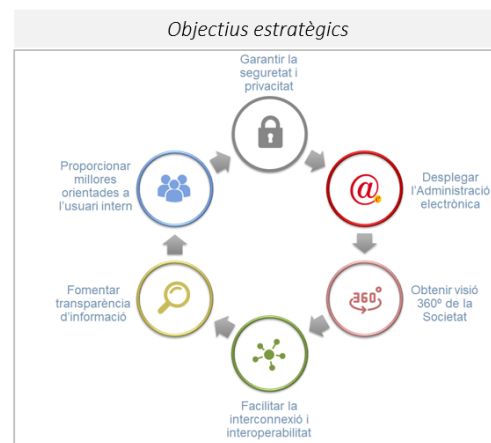 Objectius estratègics
Garantir la
seguretat i
privacitat
Proporcionar
millores
orientades a
l'usuari intern
@
Desplegar
l'Administració
electrònica
Fomentar
transparència
d'informació
360°
Obtenir visió
360º de la
Societat
Facilitar la
interconnexió i
interoperabilitat